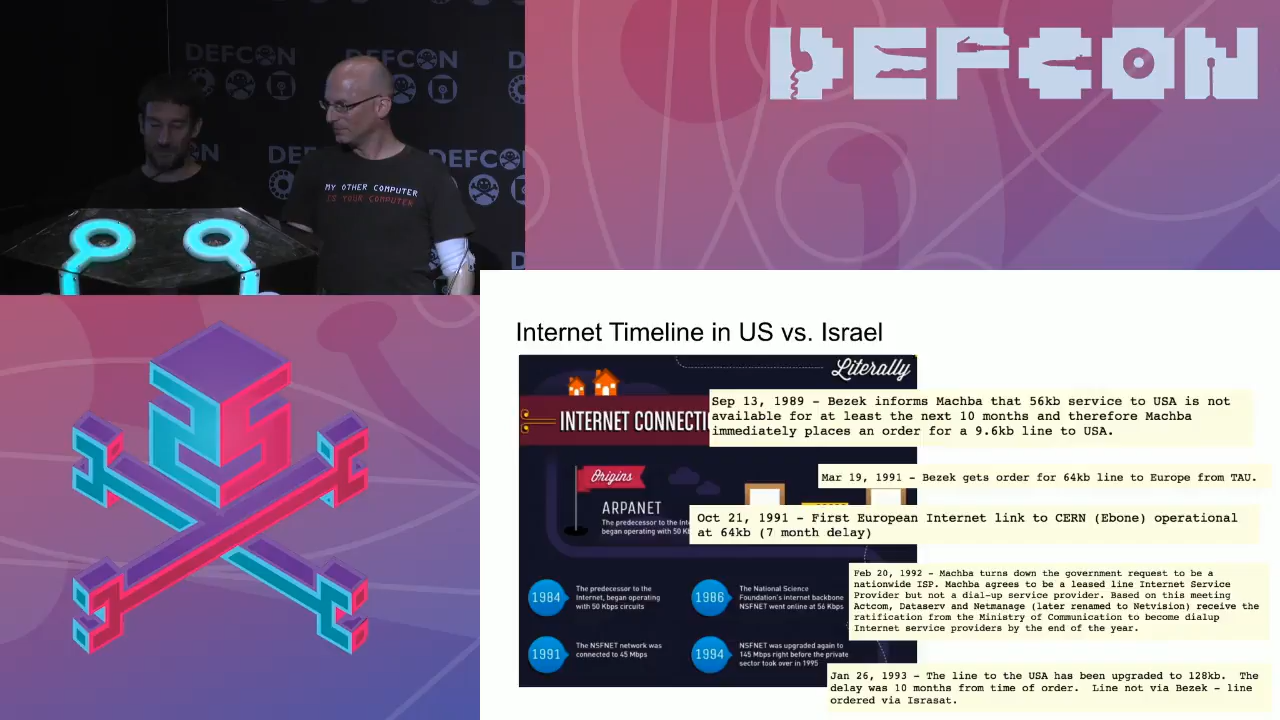 DEFCON
DEFCON
DEFCON
DEFCON
MY OTHER COMPUTER
IS YOUR COMPUTER
Internet Timeline in US vs. Israel
Literally
INTERNET CONNECTI
Sep 13, 1989 - Bezek informs Machba that 56kb service to USA is not
available for at least the next 10 months and therefore Machba
immediately places an order for a 9.6kb line to USA.
Origins
Mar 19, 1991 - Bezek gets order for 64kb line to Europe from TAU.
ARPANET
The predecessor to the Int
began operating with 50 K
Oct 21, 1991 - First European Internet link to CERN (Ebone) operational
at 64kb (7 month delay)
1984
The predecessor to the
Internet, began operating
with 50 Kbps circuits
1986
The National Science
Foundation's internet backbone
NSFNET went online at 56 Kbps
Feb 20, 1992 - Machba turns down the government request to be a
nationwide ISP. Machba agrees to be a leased line Internet Service
Provider but not a dial-up service provider. Based on this meeting
Actcom, Dataserv and Netmanage (later renamed to Netvision) receive the
ratification from the Ministry of Communication to become dialup
Internet service providers by the end of the year.
1991
The NSFNET network was
connected to 45 Mbps
1994
NSFNET was upgraded again to
145 Mbps right before the private
sector took over in 1995
Jan 26, 1993 - The line to the USA has been upgraded to 128kb. The
delay was 10 months from time of order. Line not via Bezek - line
ordered via Israsat.